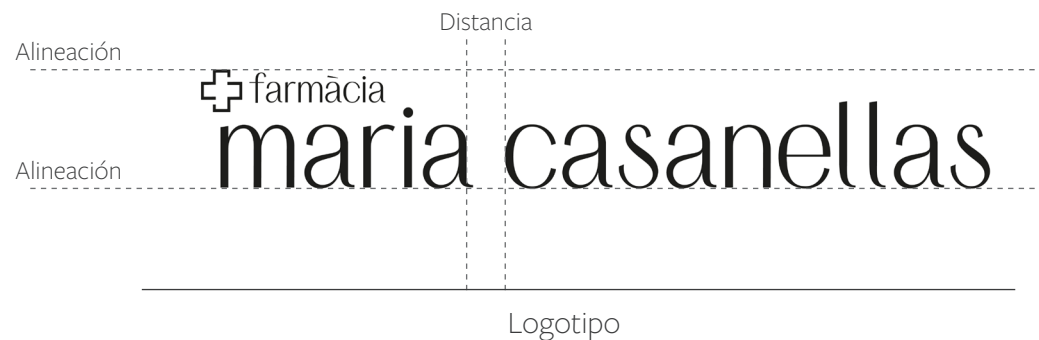 Distancia
Alineación
farmàcia
Alineación
maria casanellas
Logotipo